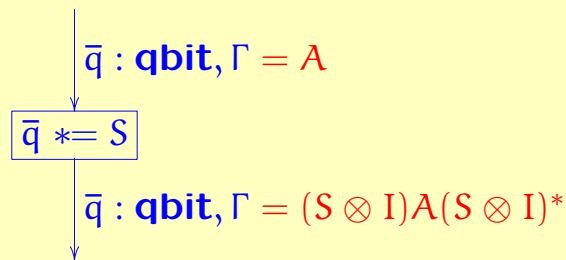 q̅ : qbit, Γ = A
q̅ *= S
q̅ : qbit, Γ = (S ⊗ I)A(S ⊗ I)*